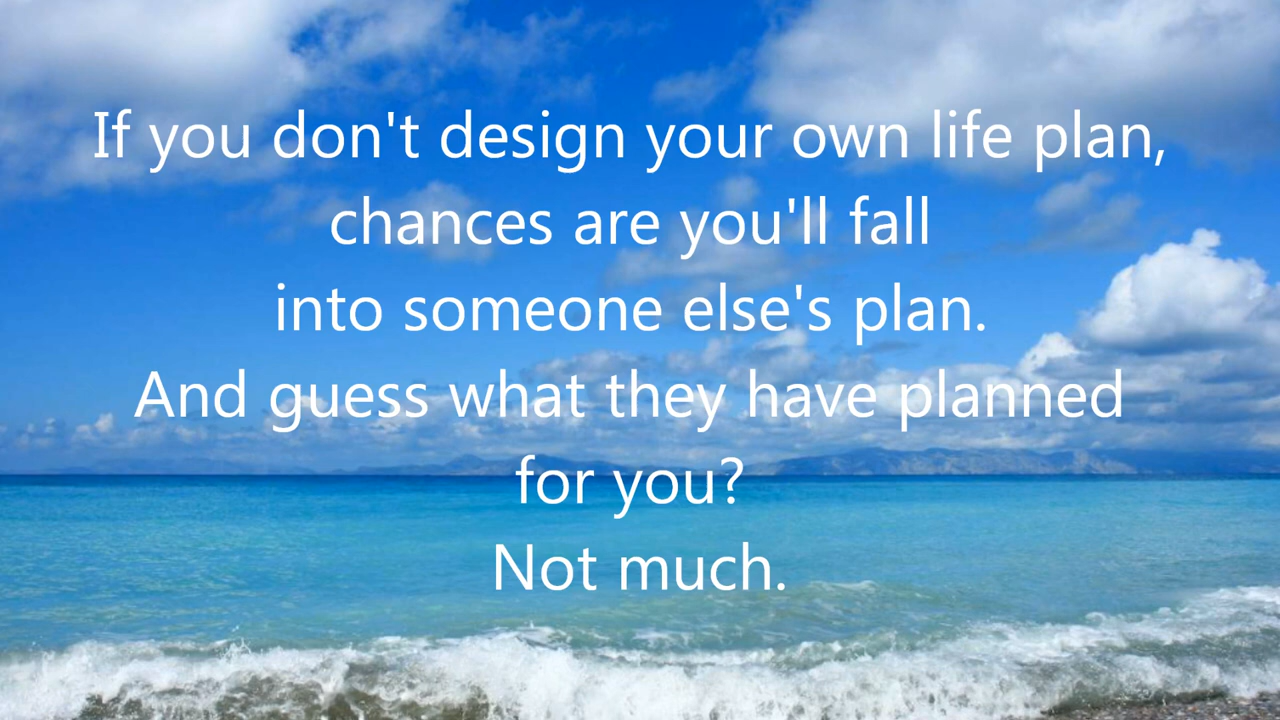 If you don't design your own life plan,
chances are you'll fall
into someone else's plan.
And guess what they have planned
for you?
Not much.